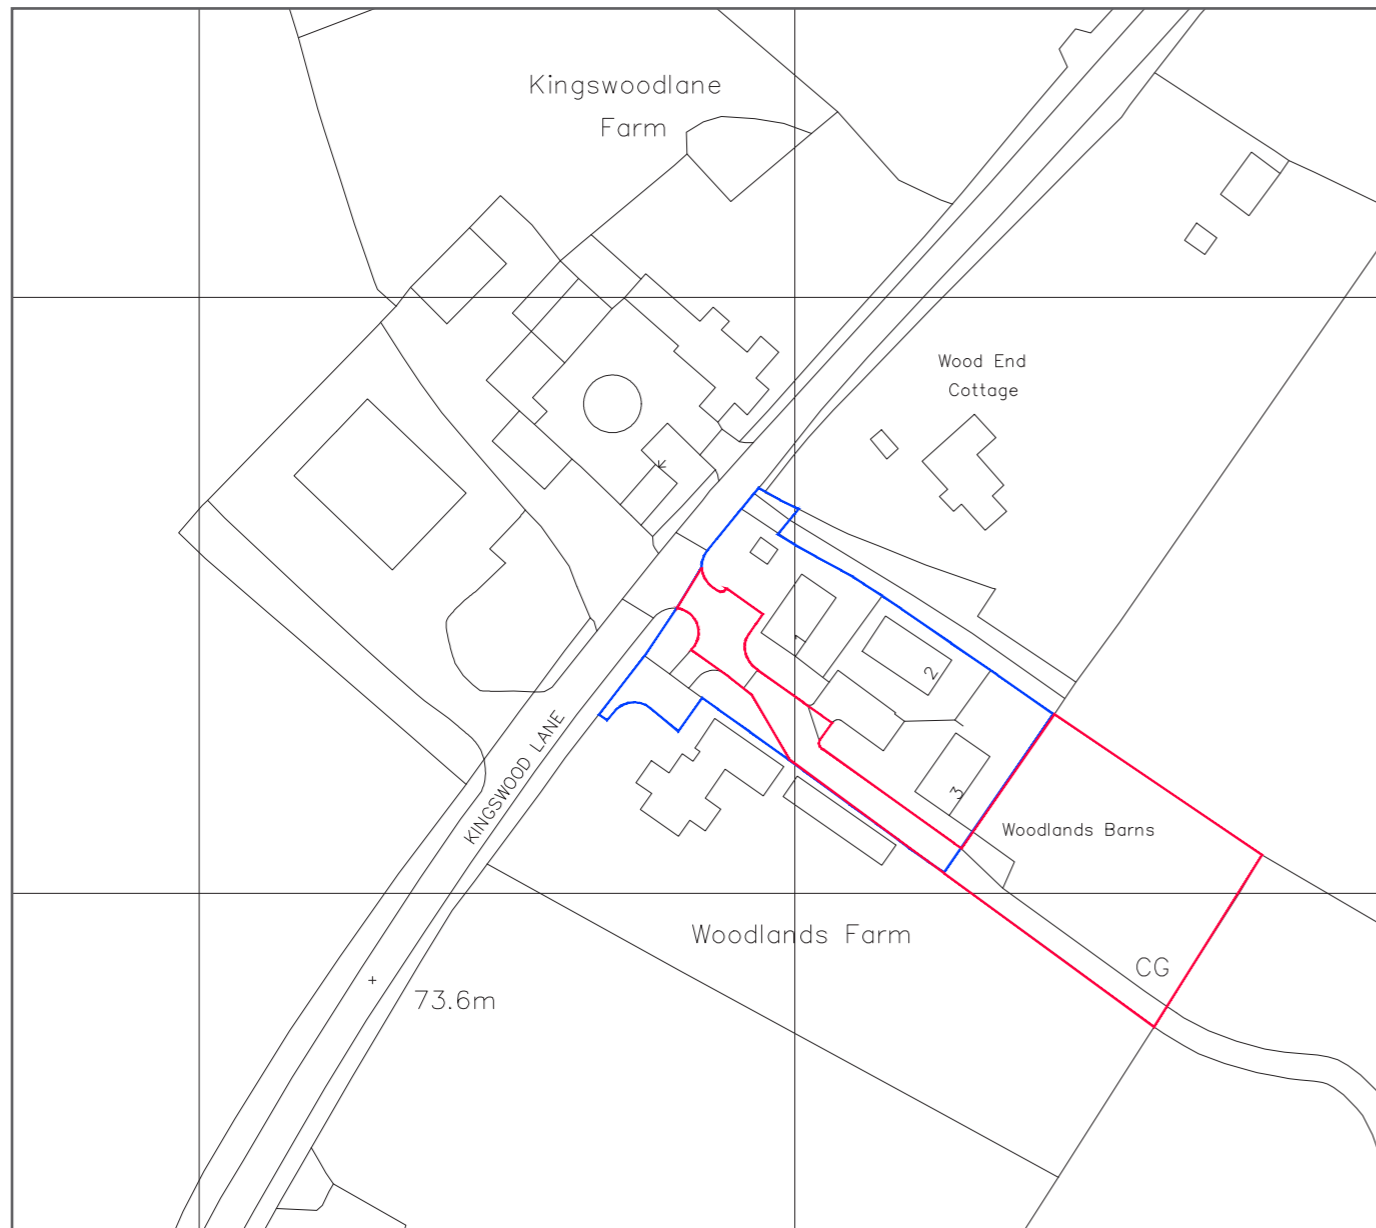 Kingswoodlane
Farm
Wood End
Cottage
1
2
3
KINGSWOOD LANE
Woodlands Barns
Woodlands Farm
CG
73.6m